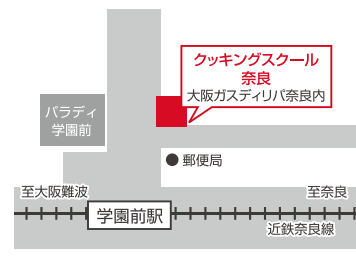 クッキングスクール
奈良
大阪ガスディリパ奈良内
パラディ
学園前
郵便局
至大阪難波
至奈良
学園前駅
近鉄奈良線